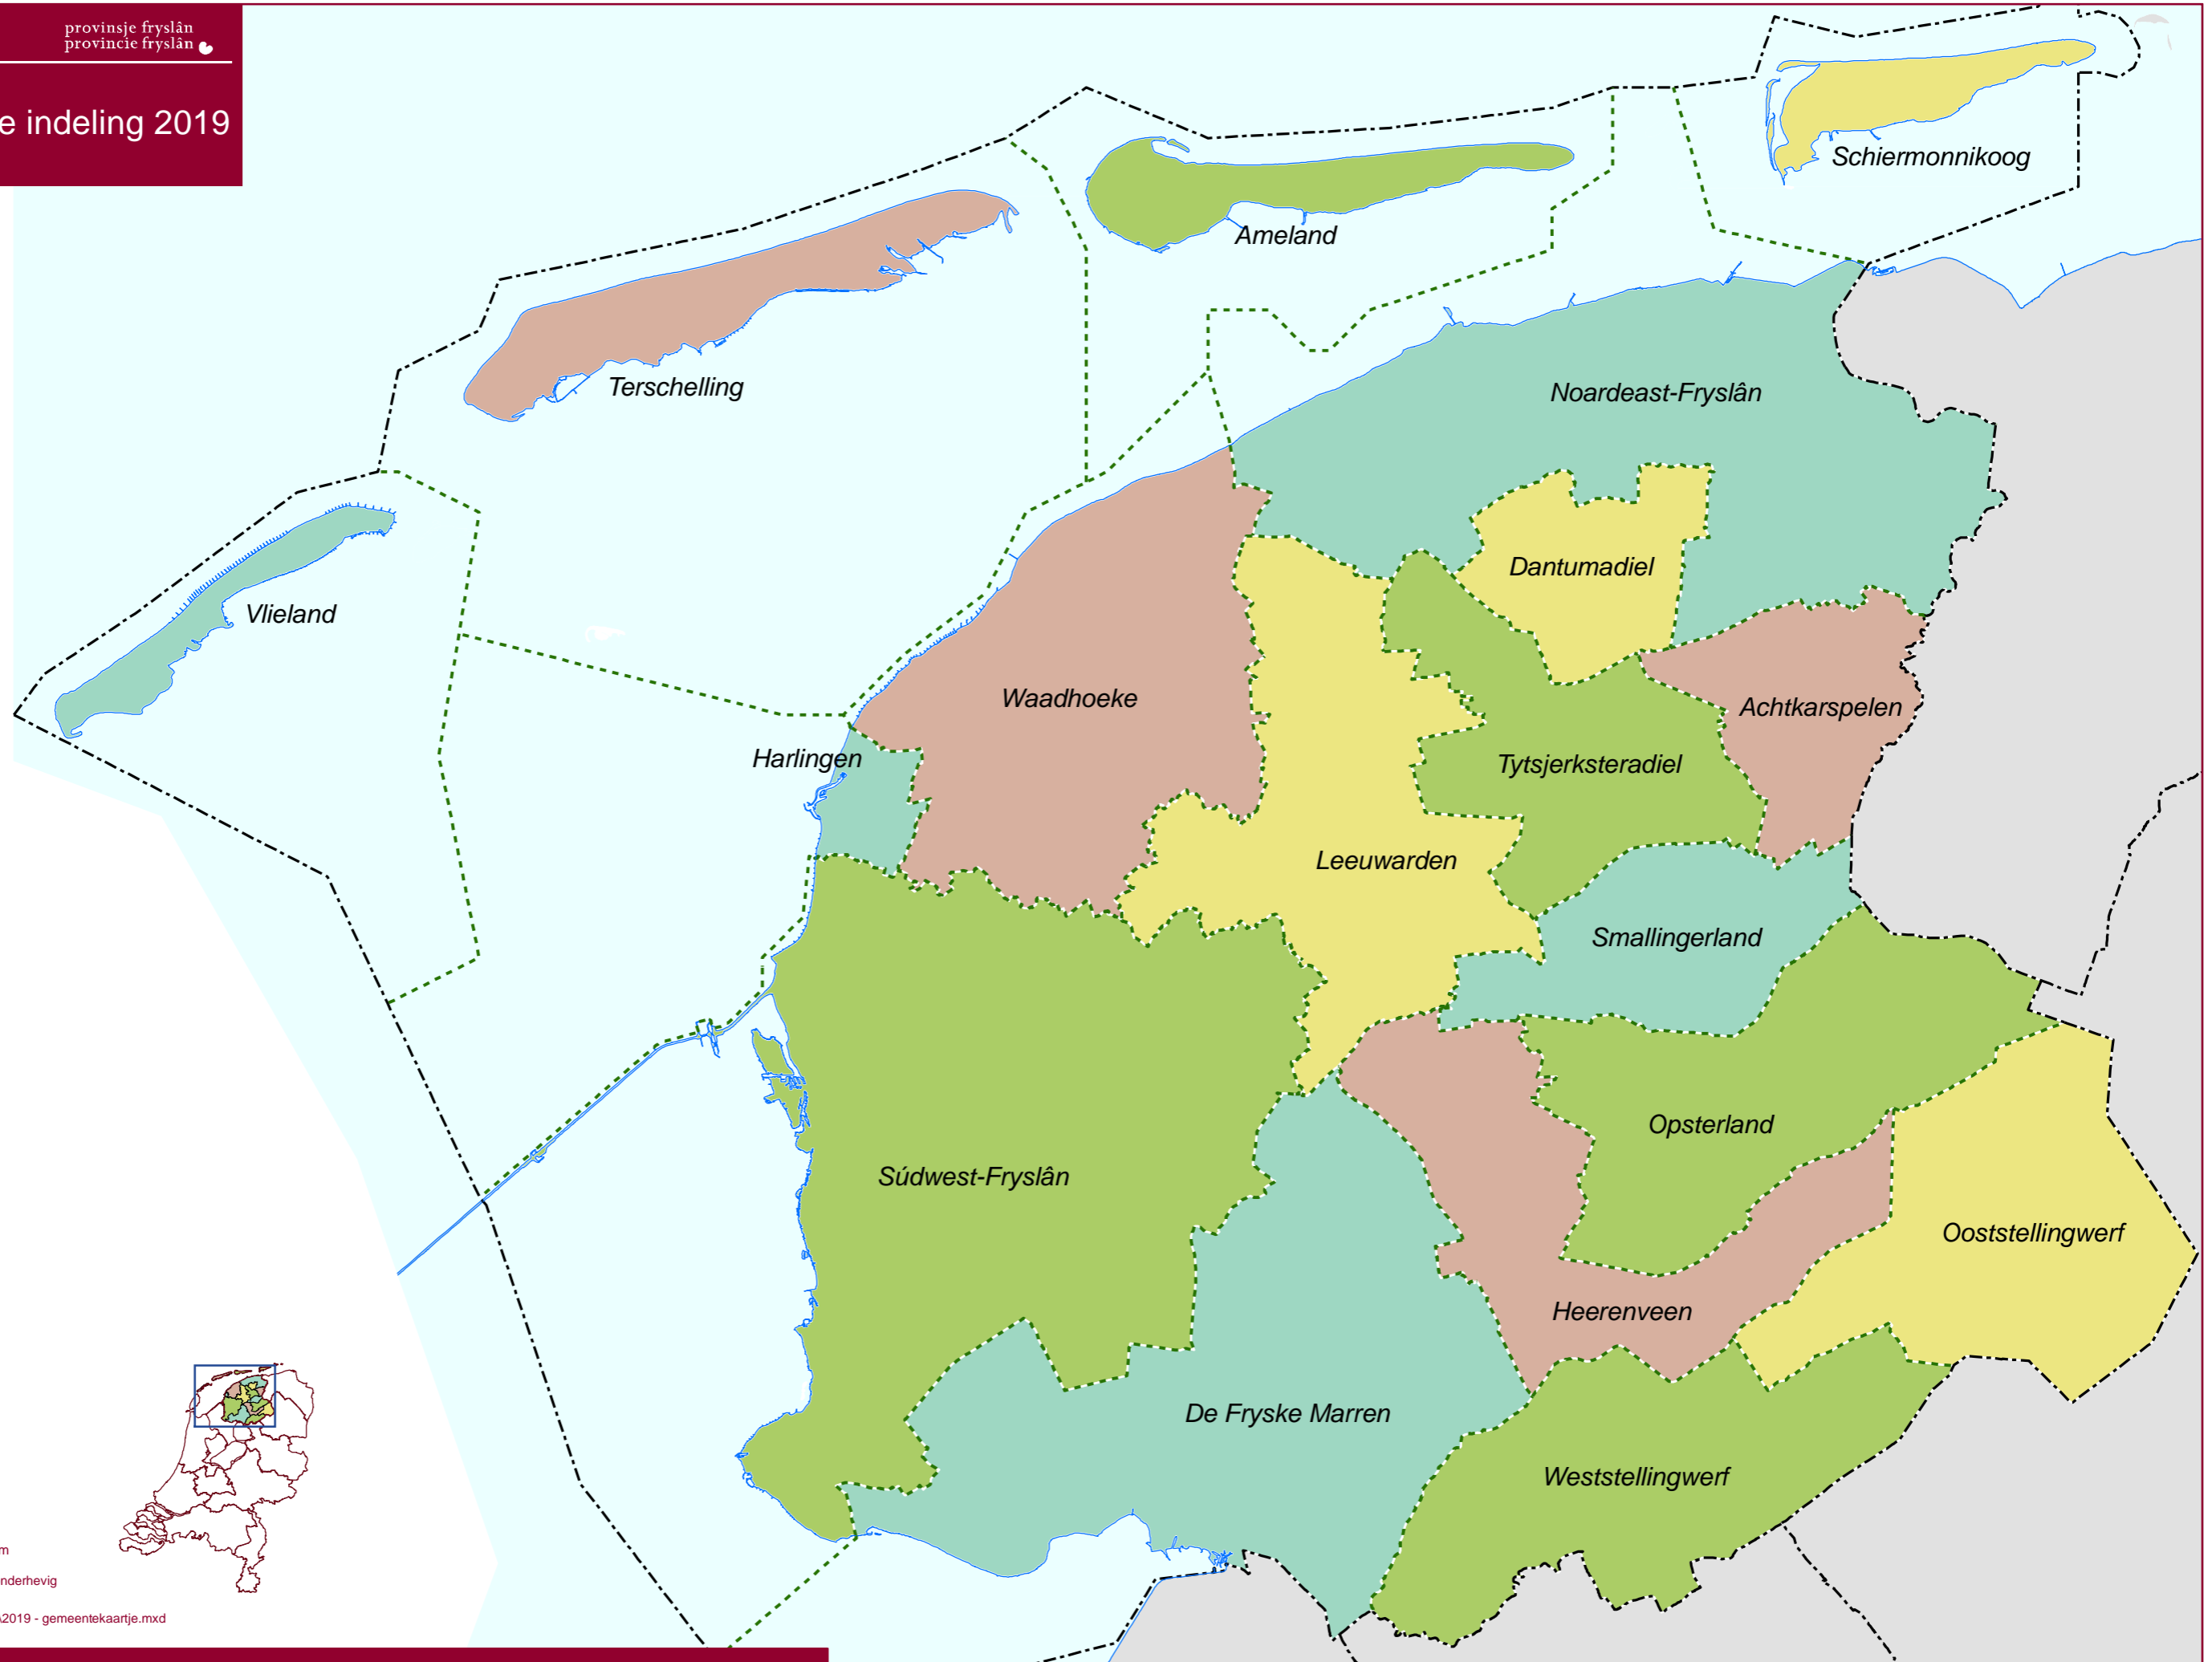 provinsje fryslân
provincie fryslân
e indeling 2019
Schiermonnikoog
Ameland
Terschelling
Noardeast-Fryslân
Dantumadiel
Vlieland
Waadhoeke
Achtkarspelen
Harlingen
Tytsjerksteradiel
Leeuwarden
Smallingerland
Opsterland
Súdwest-Fryslân
Ooststellingwerf
Heerenveen
De Fryske Marren
Weststellingwerf
m
nderhevig
2019 - gemeentekaartje.mxd